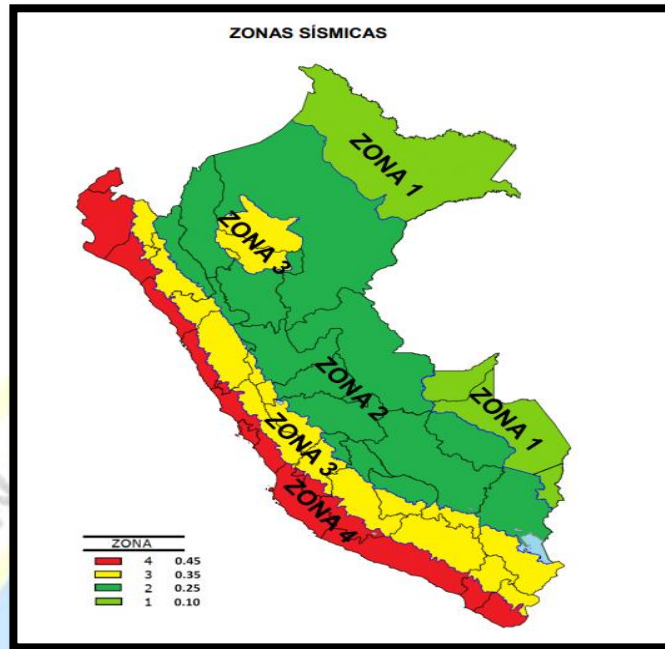 ZONAS SÍSMICAS
ZONA 1
ZONA 3
ZONA 2
ZONA 1
ZONA 3
ZONA 4
ZONA
4 0.45
3 0.35
2 0.25
1 0.10